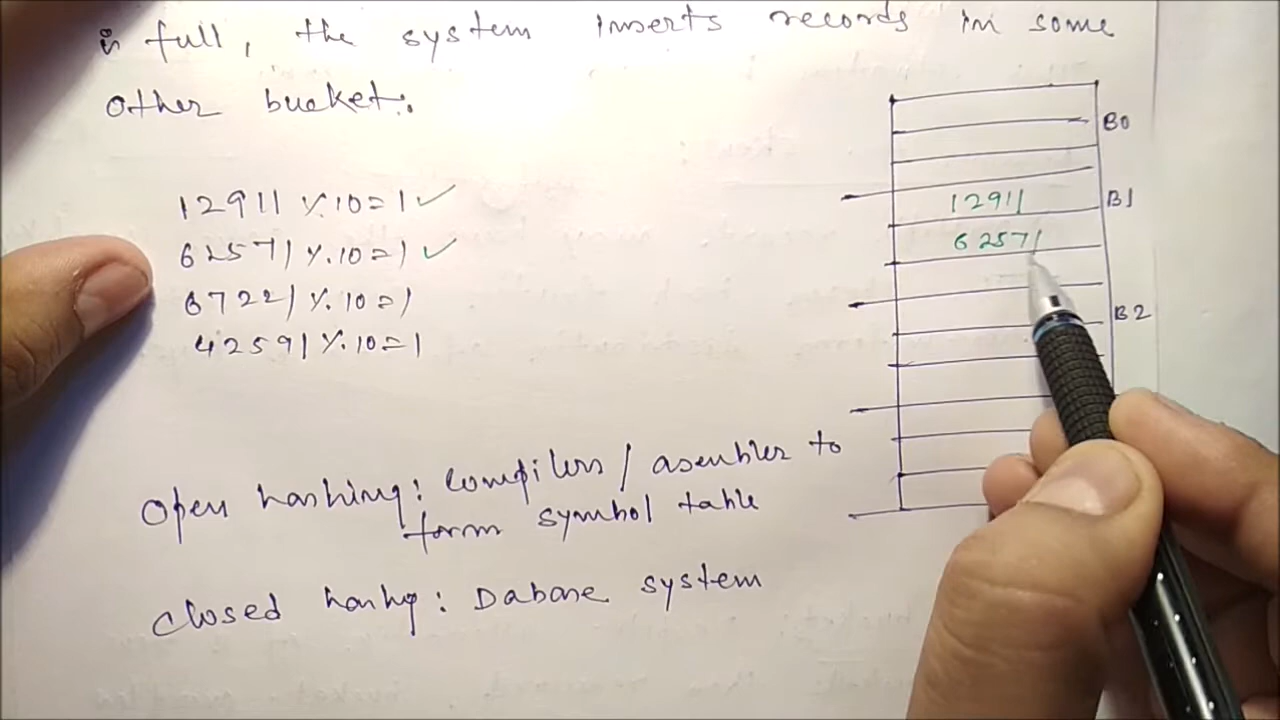 is full, the system inserts records in some
other bucket.
12911 % 10 = 1 ✓
62571 % 10 = 1 ✓
67221 % 10 = 1
42591 % 10 = 1
B0
12911 B1
62571
B2
Open hashing: Compilers / asembler to
form symbol table
Closed hashg: Dabase system